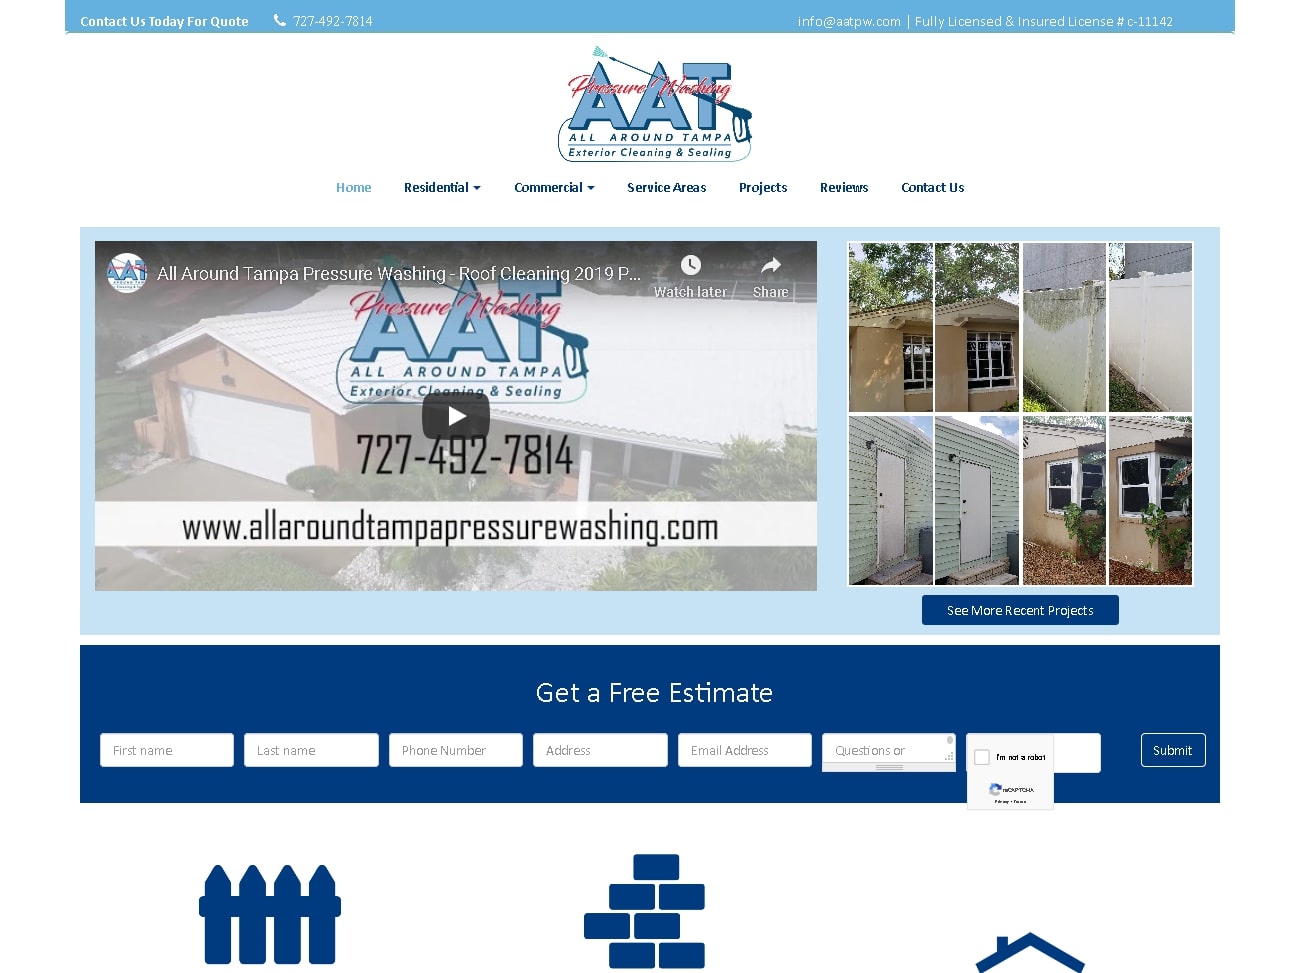 Contact Us Today For Quote 727-492-7814
info@aatpw.com | Fully Licensed & Insured License # c-11142
AAT
Pressure Washing
ALL AROUND TAMPA
Exterior Cleaning & Sealing
Home Residential Commercial Service Areas Projects Reviews Contact Us
All Around Tampa Pressure Washing - Roof Cleaning 2019 P...
Watch later Share
AAT
Pressure Washing
ALL AROUND TAMPA
Exterior Cleaning & Sealing
727-492-7814
www.allaroundtampapressurewashing.com
See More Recent Projects
Get a Free Estimate
First name Last name Phone Number Address Email Address Questions or
I'm not a robot
reCAPTCHA
Privacy - Terms
Submit